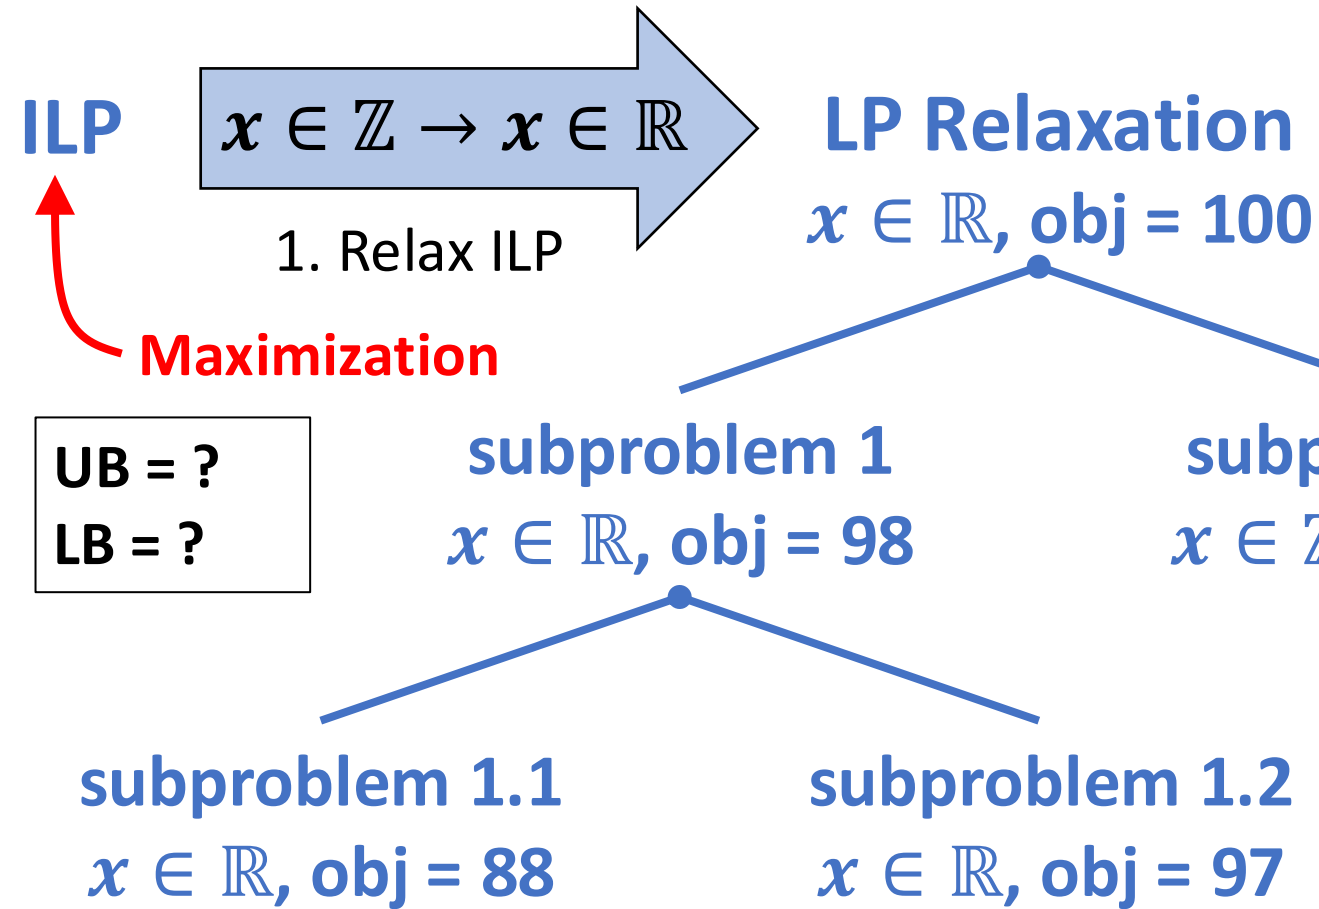 ILP
𝒙 ∈ ℤ → 𝒙 ∈ ℝ
LP Relaxation
𝒙 ∈ ℝ, obj = 100
1. Relax ILP
Maximization
UB = ?
LB = ?
subproblem 1
𝒙 ∈ ℝ, obj = 98
𝒙 ∈
subproblem 1.1
𝒙 ∈ ℝ, obj = 88
subproblem 1.2
𝒙 ∈ ℝ, obj = 97